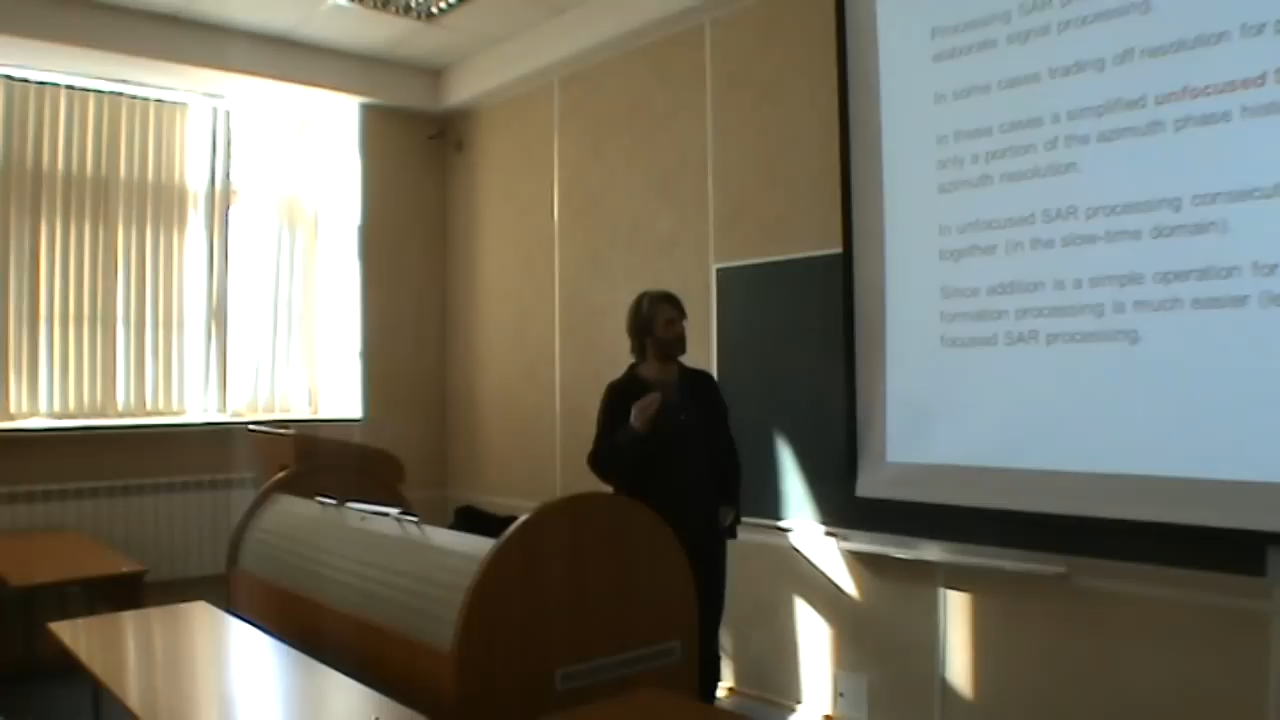 Processing SAR
elaborate signal processing.
In some cases trading off resolution for
In these cases a simplified unfocused
only a portion of the azimuth phase
azimuth resolution.
In unfocused SAR processing
together (in the slow-time domain).
Since addition is a simple operation for
formation processing is much easier
focused SAR processing.